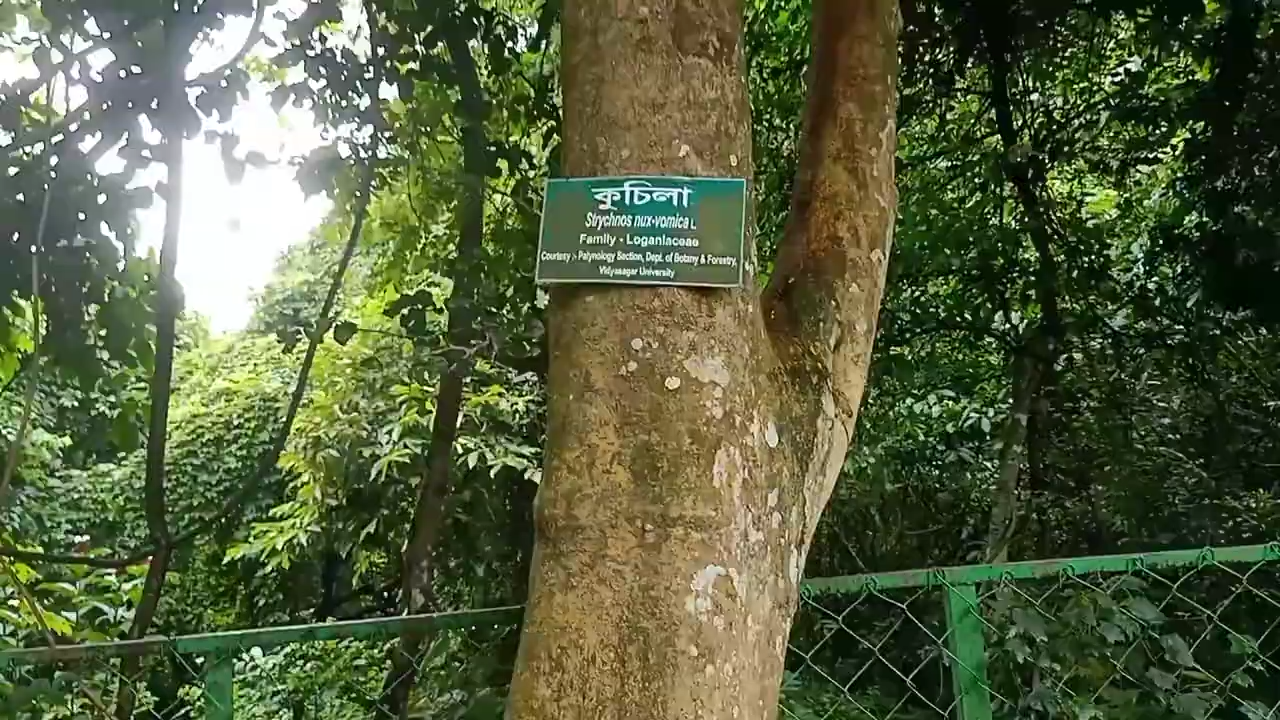 কুচিলা
Strychnos nux-vomica L.
Family - Loganiaceae
Courtesy :- Palynology Section, Dept. of Botany & Forestry,
Vidyasagar University